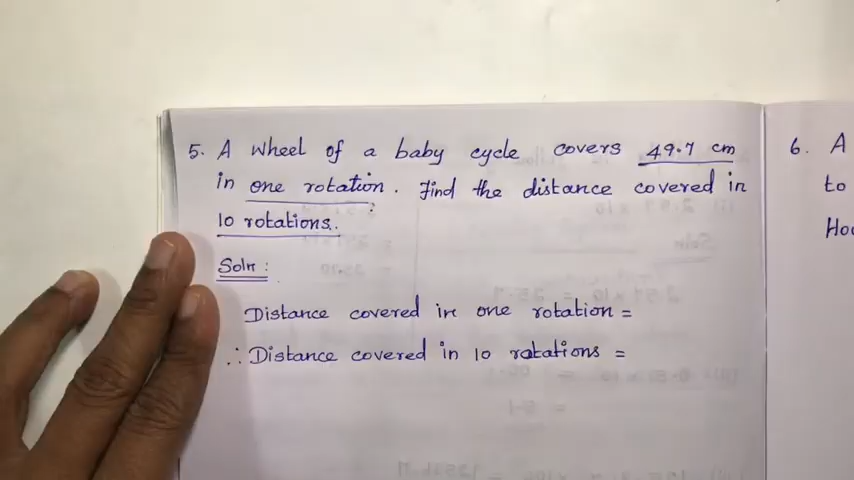 5. A wheel of a baby cycle covers 49.7 cm
in one rotation. Find the distance covered in
10 rotations.
Soln:
Distance covered in one rotation =
∴ Distance covered in 10 rotations =
6. A
to